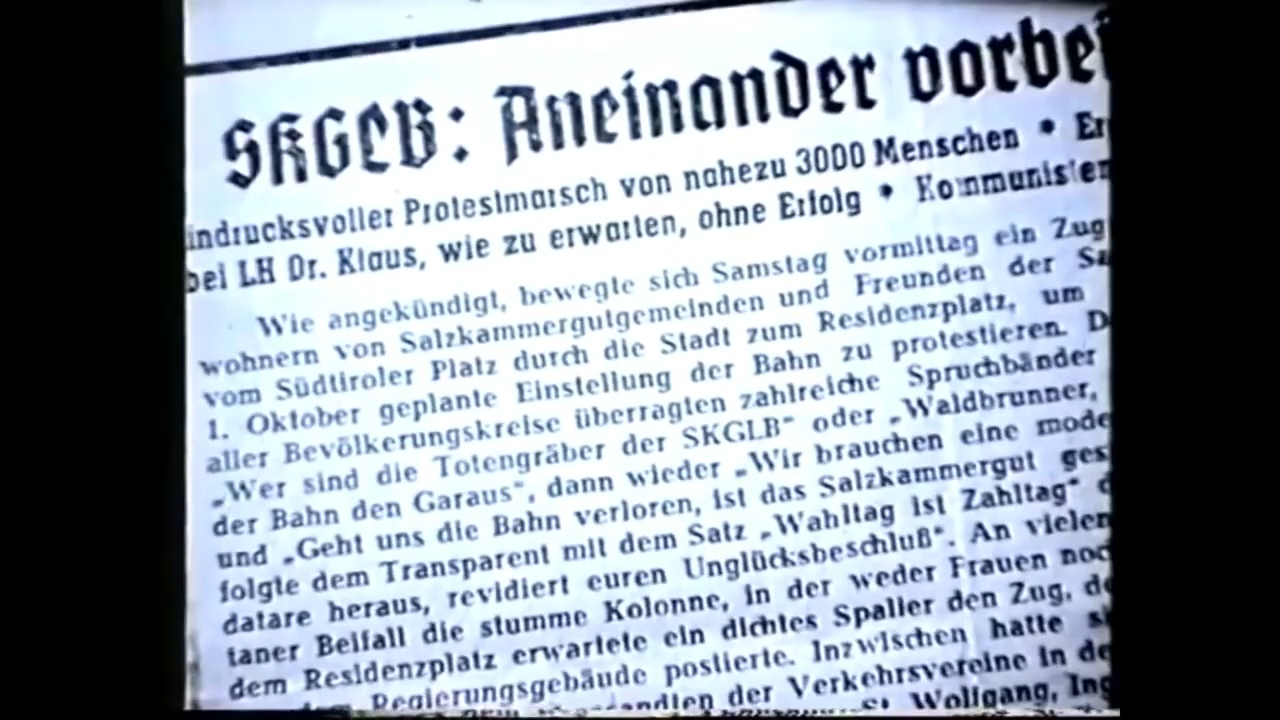 SKGLB: Aneinander vorbei
indrucksvoller Protestmarsch von nahezu 3000 Menschen • Er
bei LH Dr. Klaus, wie zu erwarten, ohne Erfolg • Kommunisten
Wie angekündigt, bewegte sich Samstag vormittag ein Zug
wohnern von Salzkammergutgemeinden und Freunden der Sa
vom Südtiroler Platz durch die Stadt zum Residenzplatz, um
1. Oktober geplante Einstellung der Bahn zu protestieren. D
aller Bevölkerungskreise überragten zahlreiche Spruchbänder
„Wer sind die Totengräber der SKGLB“ oder „Waldbrunner,
der Bahn den Garaus“, dann wieder „Wir brauchen eine mode
und „Geht uns die Bahn verloren, ist das Salzkammergut ges
folgte dem Transparent mit dem Satz „Wahltag ist Zahltag“ d
datare heraus, revidiert euren Unglücksbeschluß“. An vielen
taner Beifall die stumme Kolonne, in der weder Frauen noch
dem Residenzplatz erwartete ein dichtes Spalier den Zug, de
Regierungsgebäude postierte. Inzwischen hatte si
der Verkehrsvereine in de
St. Wolfgang, Ing